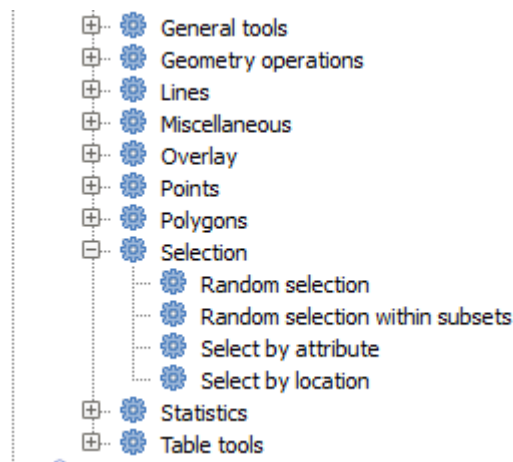 General tools
Geometry operations
Lines
Miscellaneous
Overlay
Points
Polygons
Selection
Random selection
Random selection within subsets
Select by attribute
Select by location
Statistics
Table tools